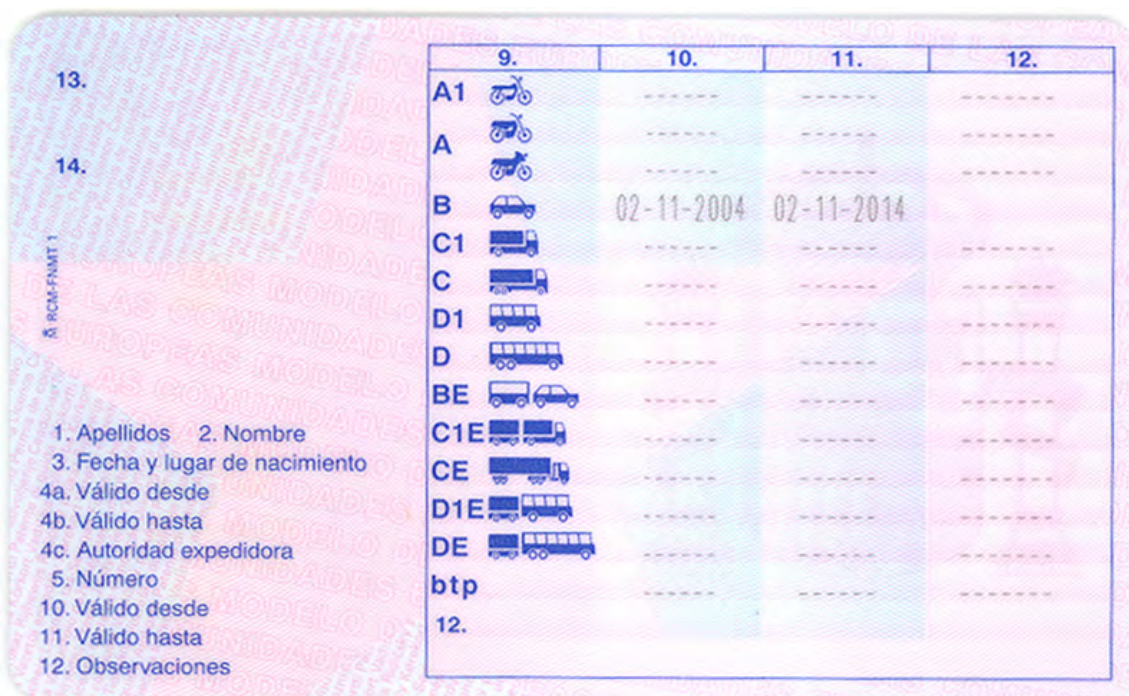 13.
14.
M RCM-FNMT 1
1. Apellidos 2. Nombre
3. Fecha y lugar de nacimiento
4a. Válido desde
4b. Válido hasta
4c. Autoridad expedidora
5. Número
10. Válido desde
11. Válido hasta
12. Observaciones
9. 10. 11. 12.
A1 ------ ------ -------
A ------ ------ -------
------ ------ -------
B 02-11-2004 02-11-2014 -------
C1 ------ ------ -------
C ------ ------ -------
D1 ------ ------ -------
D ------ ------ -------
BE ------ ------ -------
C1E ------ ------ -------
CE ------ ------ -------
D1E ------ ------ -------
DE ------ ------ -------
btp ------ ------ -------
12.
MODELO DE LAS COMUNIDADES EUROPEAS